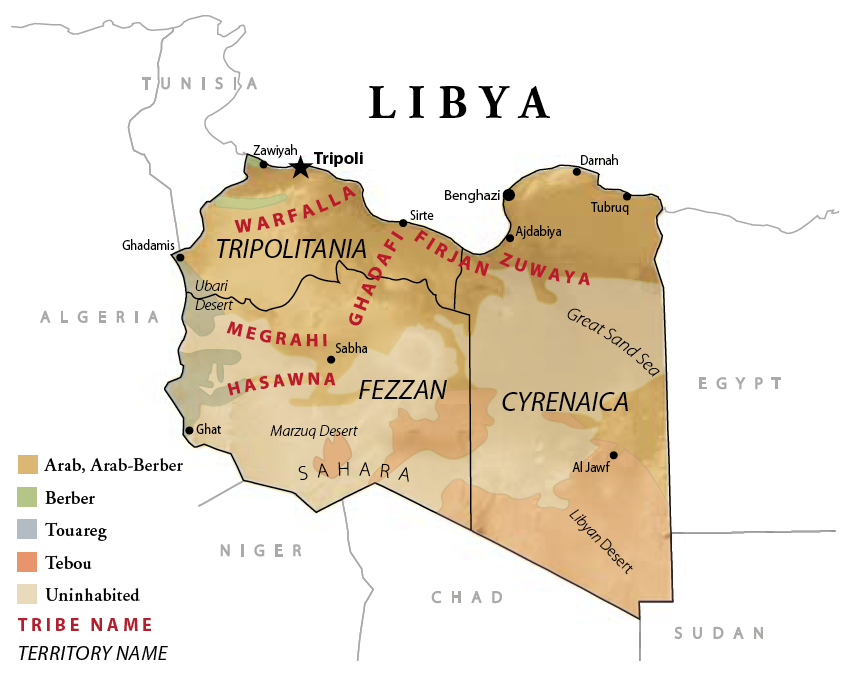 TUNISIA
LIBYA
Zawiyah
Tripoli
Darnah
Benghazi
Tubruq
WARFALLA
Sirte
Ajdabiya
Ghadamis
TRIPOLITANIA
GHADAFI
FIRJAN
ZUWAYA
Ubari
Desert
ALGERIA
MEGRAHI
Great Sand Sea
Sabha
HASAWNA
FEZZAN
EGYPT
CYRENAICA
Ghat
Marzuq Desert
SAHARA
Al Jawf
Libyan Desert
Arab, Arab-Berber
Berber
Touareg
Tebou
Uninhabited
TRIBE NAME
TERRITORY NAME
NIGER
CHAD
SUDAN